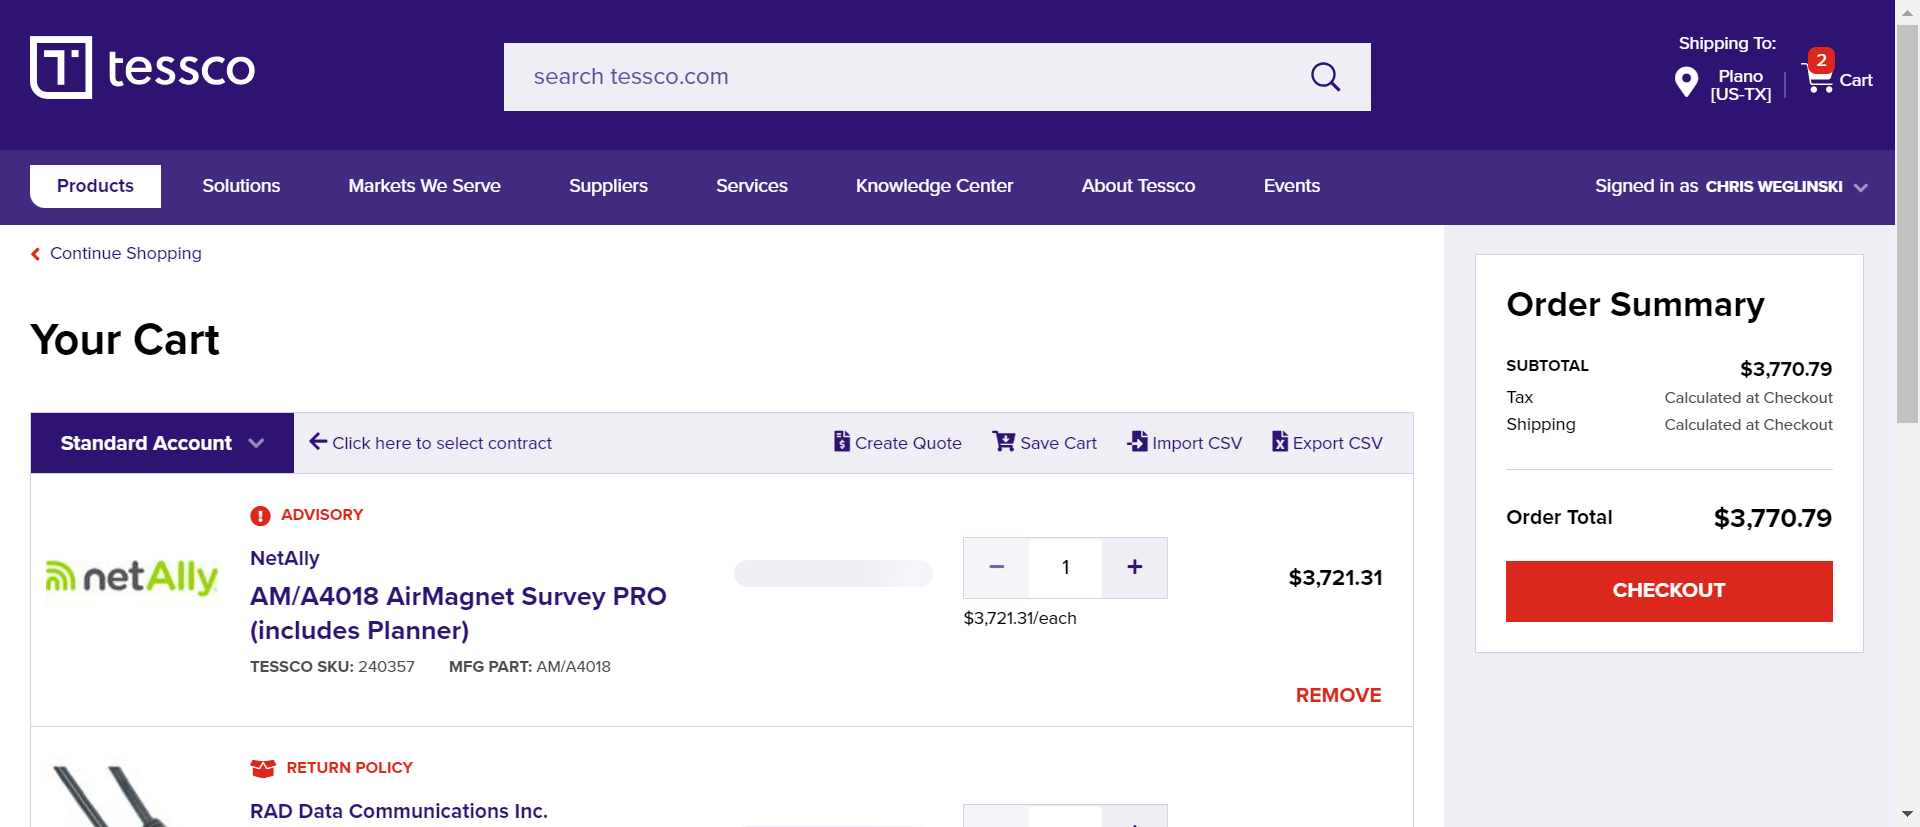 tessco
search tessco.com
Shipping To:
Plano
[US-TX]
2
Cart
Products
Solutions
Markets We Serve
Suppliers
Services
Knowledge Center
About Tessco
Events
Signed in as CHRIS WEGLINSKI
Continue Shopping
Your Cart
Standard Account
Click here to select contract
Create Quote
Save Cart
Import CSV
Export CSV
ADVISORY
netAlly
NetAlly
AM/A4018 AirMagnet Survey PRO
(includes Planner)
TESSCO SKU: 240357
MFG PART: AM/A4018
1
$3,721.31/each
$3,721.31
REMOVE
RETURN POLICY
RAD Data Communications Inc.
Order Summary
SUBTOTAL $3,770.79
Tax Calculated at Checkout
Shipping Calculated at Checkout
Order Total $3,770.79
CHECKOUT